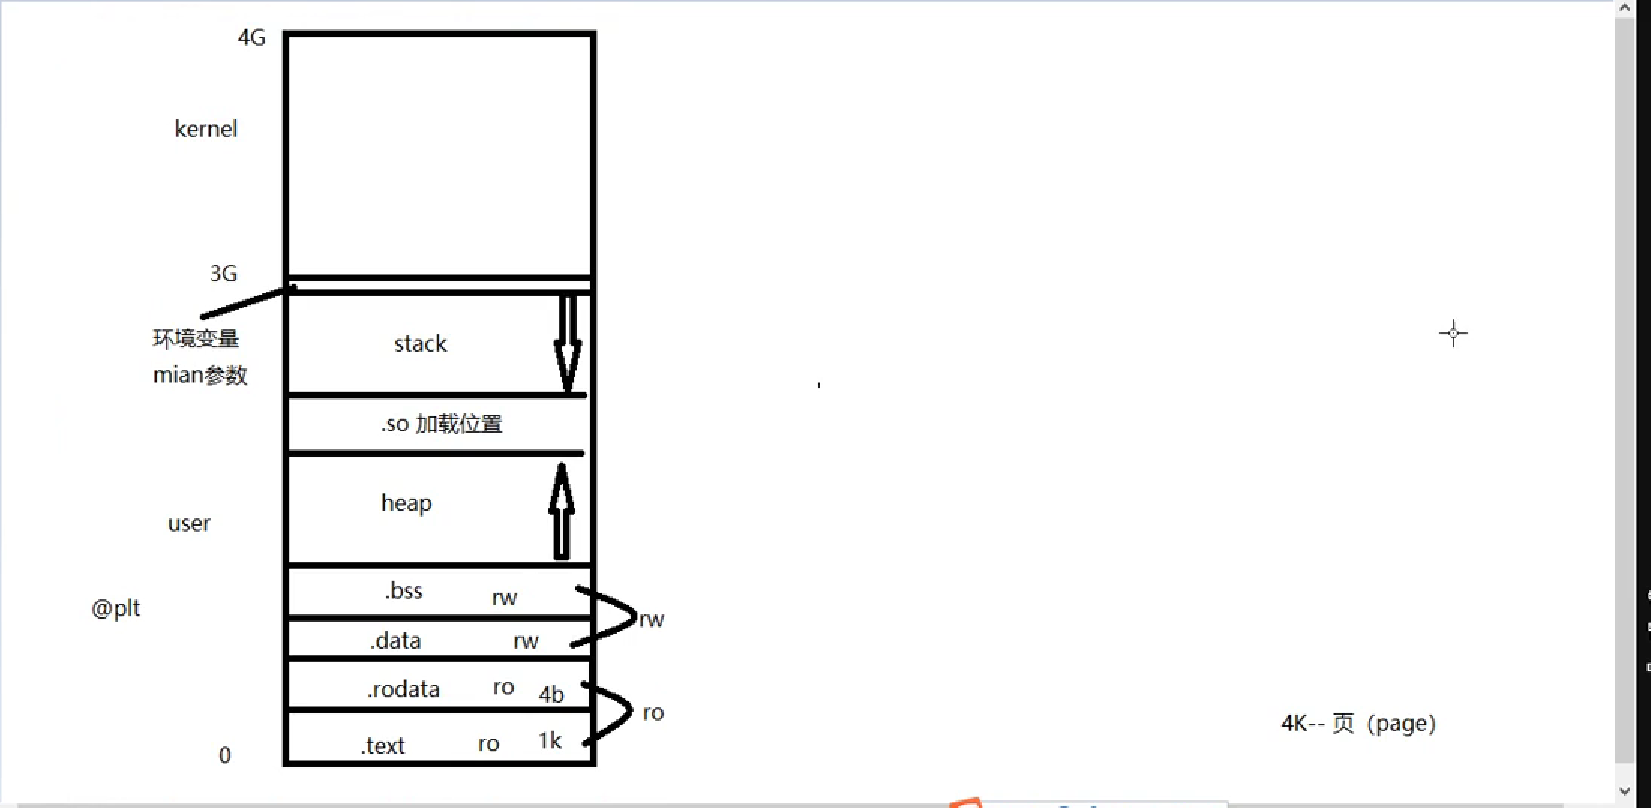 4G
kernel
3G
环境变量
mian参数
stack
.so 加载位置
heap
user
.bss rw
rw
@plt
.data rw
.rodata ro 4b
ro
.text ro 1k
0
4K-- 页（page）